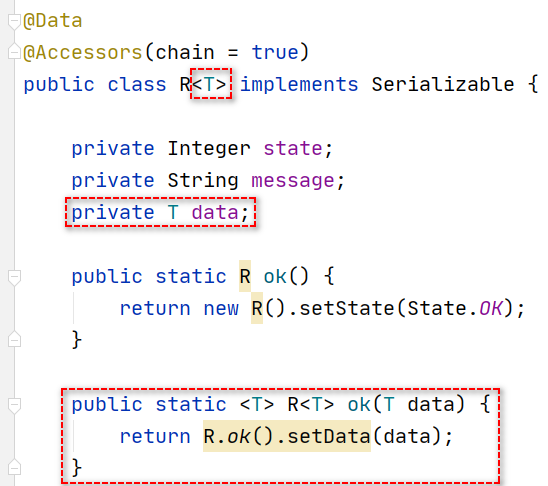 @Data
@Accessors(chain = true)
public class R<T> implements Serializable {
private Integer state;
private String message;
private T data;
public static R ok() {
return new R().setState(State.OK);
}
public static <T> R<T> ok(T data) {
return R.ok().setData(data);
}